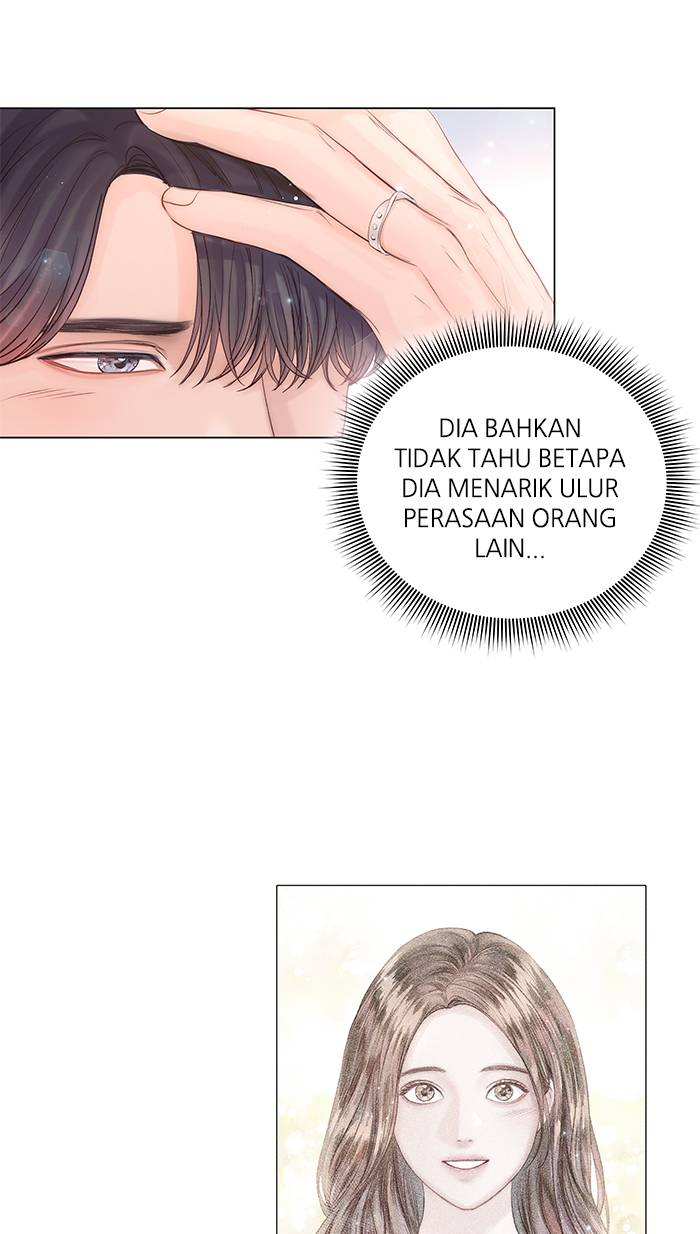 DIA BAHKAN
TIDAK TAHU BETAPA
DIA MENARIK ULUR
PERASAAN ORANG
LAIN...